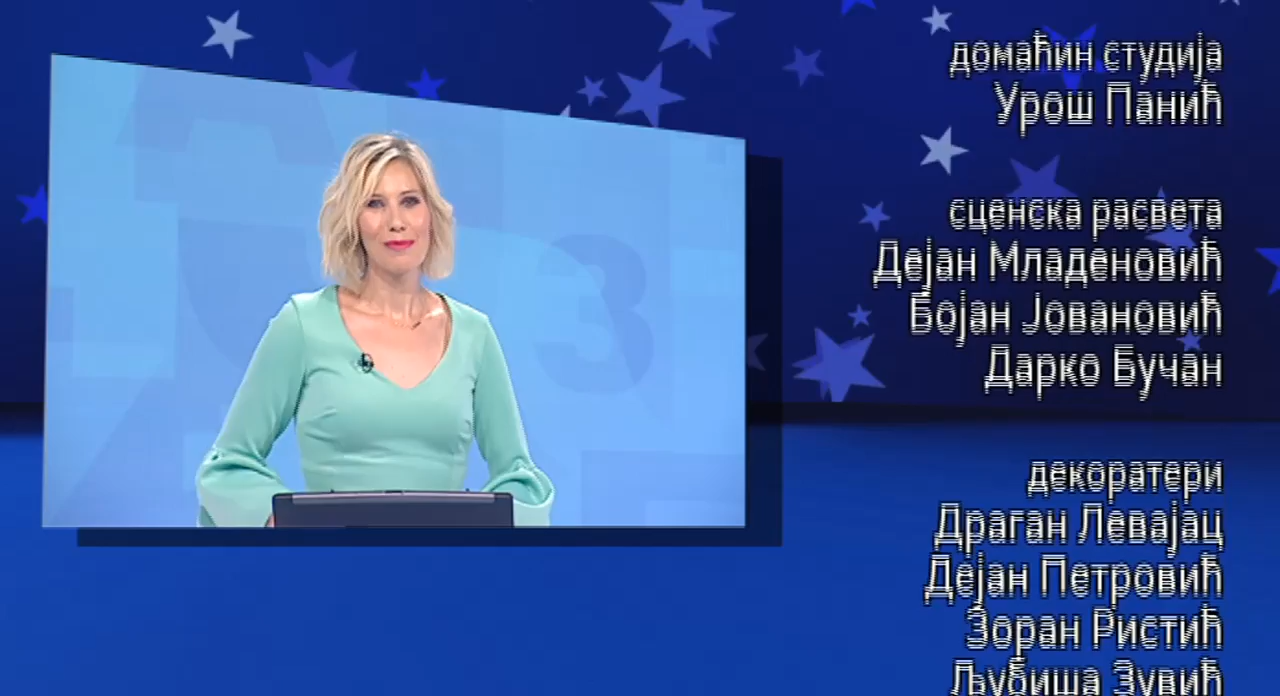 домаћин студија
Урош Панић
сценска расвета
Дејан Младеновић
Бојан Јовановић
Дарко Бучан
декоратери
Драган Левајац
Дејан Петровић
Зоран Ристић
Љубиша Зувић